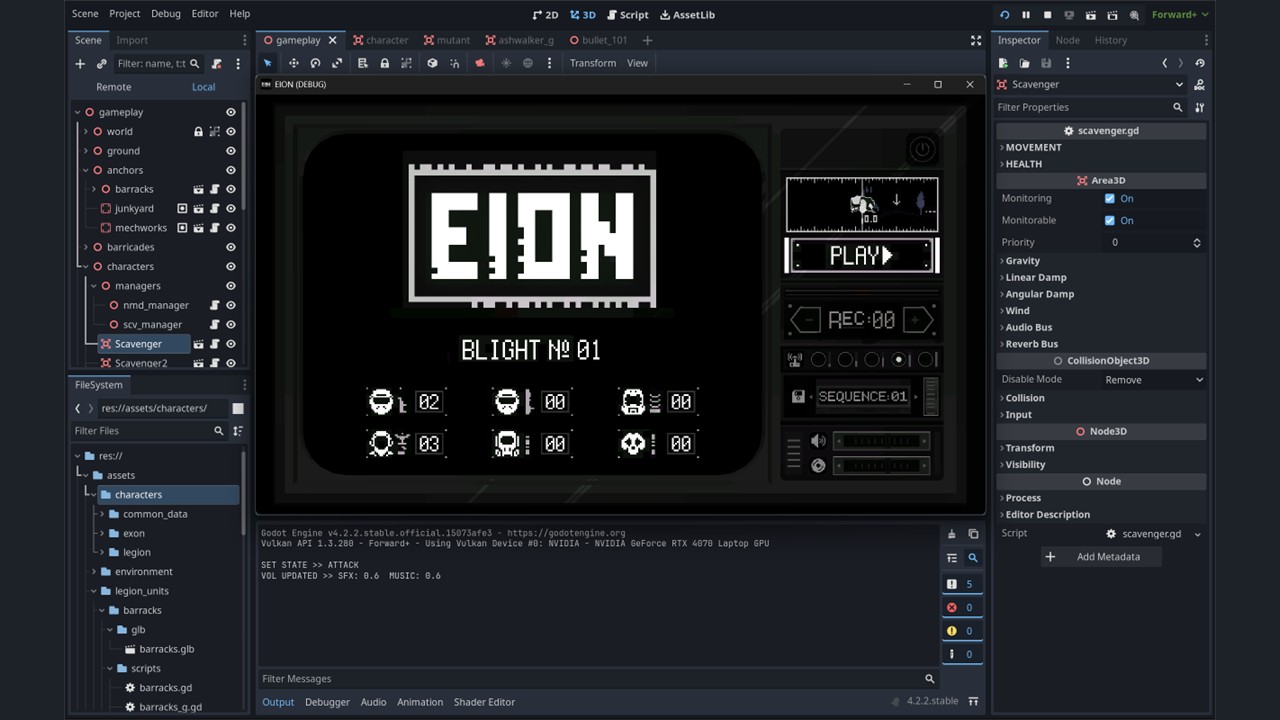 Scene Project Debug Editor Help
2D 3D Script AssetLib
Forward+
Scene Import
gameplay character mutant ashwalker_g bullet_101
Inspector Node History
Filter: name, t:t
Transform View
Remote Local
EION (DEBUG)
Scavenger
Filter Properties
gameplay
world
ground
anchors
barracks
junkyard
mechworks
barricades
characters
managers
nmd_manager
scv_manager
Scavenger
Scavenger2
FileSystem
res://assets/characters/
Filter Files
res://
assets
characters
common_data
exon
legion
environment
legion_units
barracks
glb
barracks.glb
scripts
barracks.gd
barracks_g.gd
EION
BLIGHT № 01
02 00 00
03 00 00
0.0
PLAY
REC:00
SEQUENCE:01
Godot Engine v4.2.2.stable.official.15073afe3 - https://godotengine.org
Vulkan API 1.3.280 - Forward+ - Using Vulkan Device #0: NVIDIA - NVIDIA GeForce RTX 4070 Laptop GPU
SET STATE >> ATTACK
VOL UPDATED >> SFX: 0.6 MUSIC: 0.6
5
0
0
0
Filter Messages
Output Debugger Audio Animation Shader Editor
4.2.2.stable
scavenger.gd
MOVEMENT
HEALTH
Area3D
Monitoring On
Monitorable On
Priority 0
Gravity
Linear Damp
Angular Damp
Wind
Audio Bus
Reverb Bus
CollisionObject3D
Disable Mode Remove
Collision
Input
Node3D
Transform
Visibility
Node
Process
Editor Description
Script scavenger.gd
Add Metadata